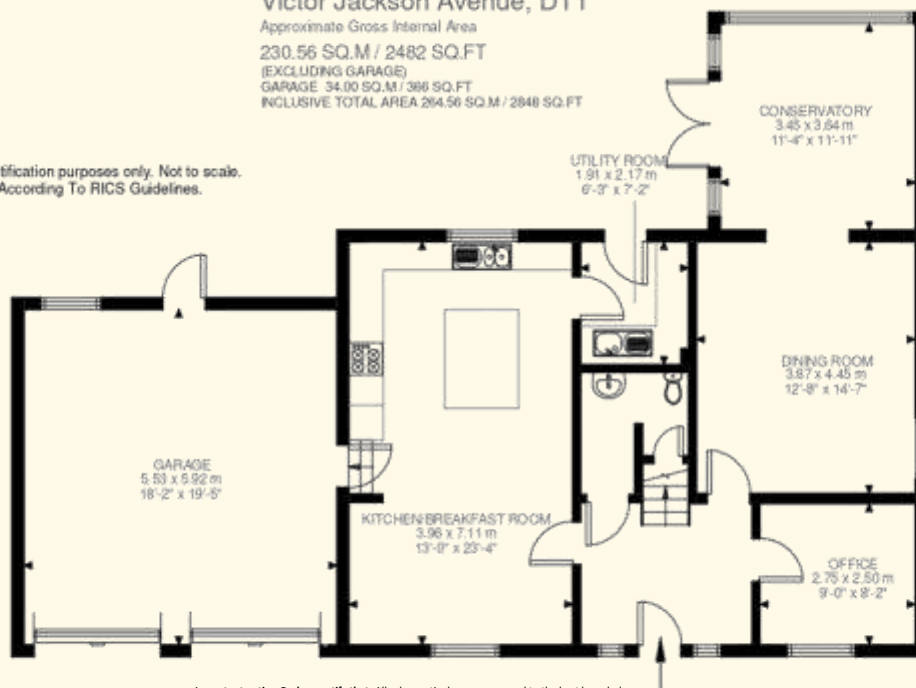 Victor Jackson Avenue, DT1
Approximate Gross Internal Area
230.56 SQ.M / 2482 SQ.FT
(EXCLUDING GARAGE)
GARAGE 34.00 SQ.M / 366 SQ.FT
INCLUSIVE TOTAL AREA 264.56 SQ.M / 2848 SQ.FT
tification purposes only. Not to scale.
According To RICS Guidelines.
CONSERVATORY
3.45 x 3.64 m
11'-4" x 11'-11"
UTILITY ROOM
1.91 x 2.17 m
6'-3" x 7'-2"
DINING ROOM
3.87 x 4.45 m
12'-8" x 14'-7"
GARAGE
5.53 x 5.92 m
18'-2" x 19'-5"
KITCHEN/BREAKFAST ROOM
3.96 x 7.11 m
13'-0" x 23'-4"
OFFICE
2.75 x 2.50 m
9'-0" x 8'-2"